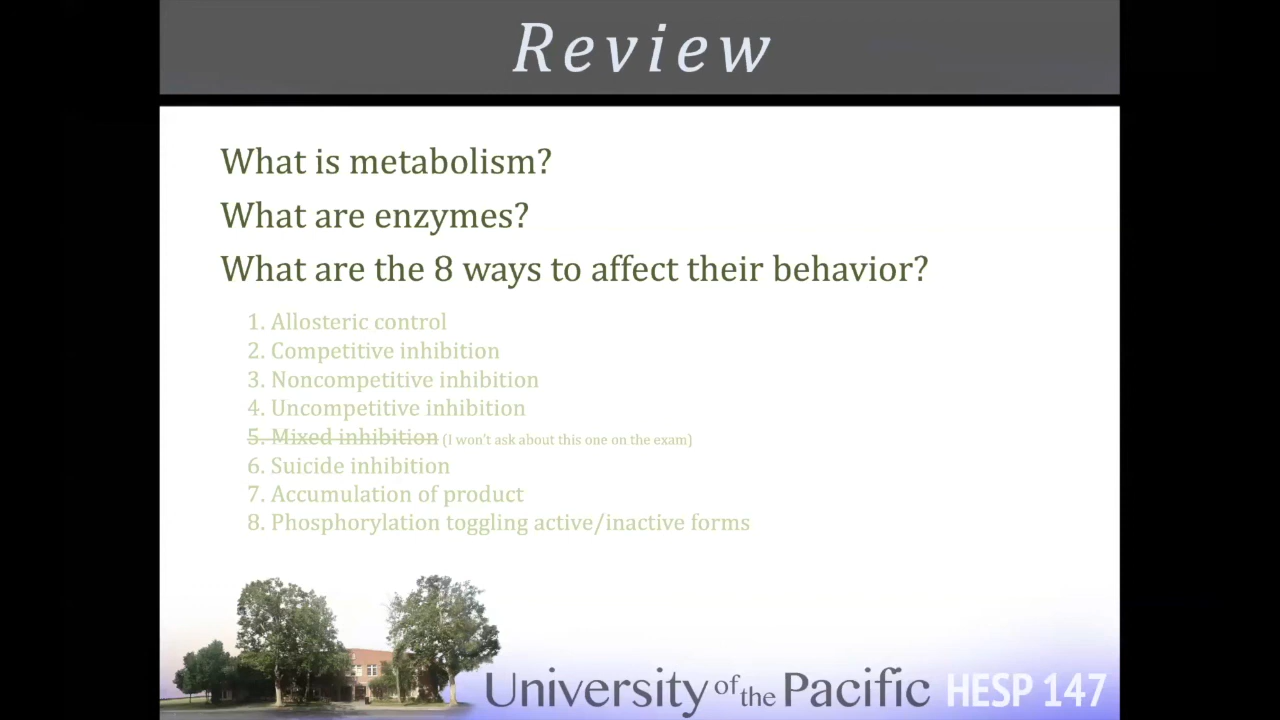 Review
What is metabolism?
What are enzymes?
What are the 8 ways to affect their behavior?
1. Allosteric control
2. Competitive inhibition
3. Noncompetitive inhibition
4. Uncompetitive inhibition
5. Mixed inhibition (I won't ask about this one on the exam)
6. Suicide inhibition
7. Accumulation of product
8. Phosphorylation toggling active/inactive forms
University of the Pacific HESP 147